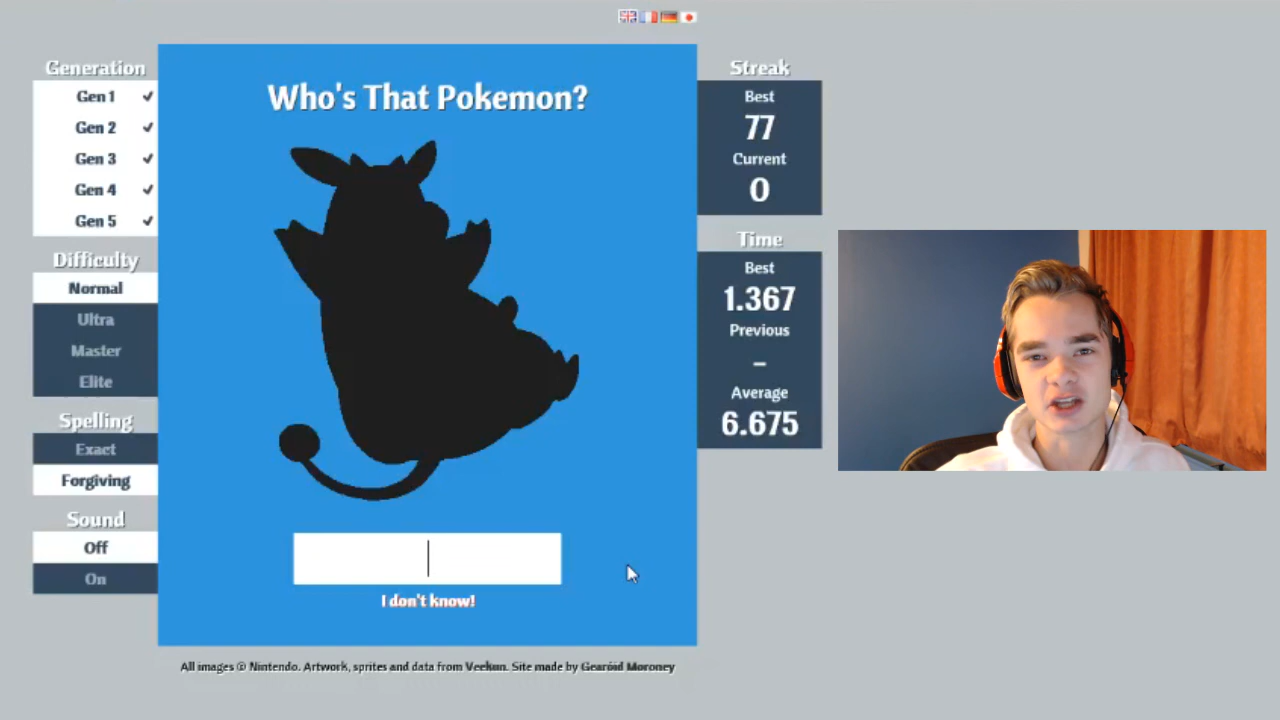 Generation
Gen 1
Gen 2
Gen 3
Gen 4
Gen 5
Difficulty
Normal
Ultra
Master
Elite
Spelling
Exact
Forgiving
Sound
Off
On
Who's That Pokemon?
I don't know!
Streak
Best
77
Current
0
Time
Best
1.367
Previous
–
Average
6.675
All images © Nintendo. Artwork, sprites and data from Veekun. Site made by Gearóid Moroney